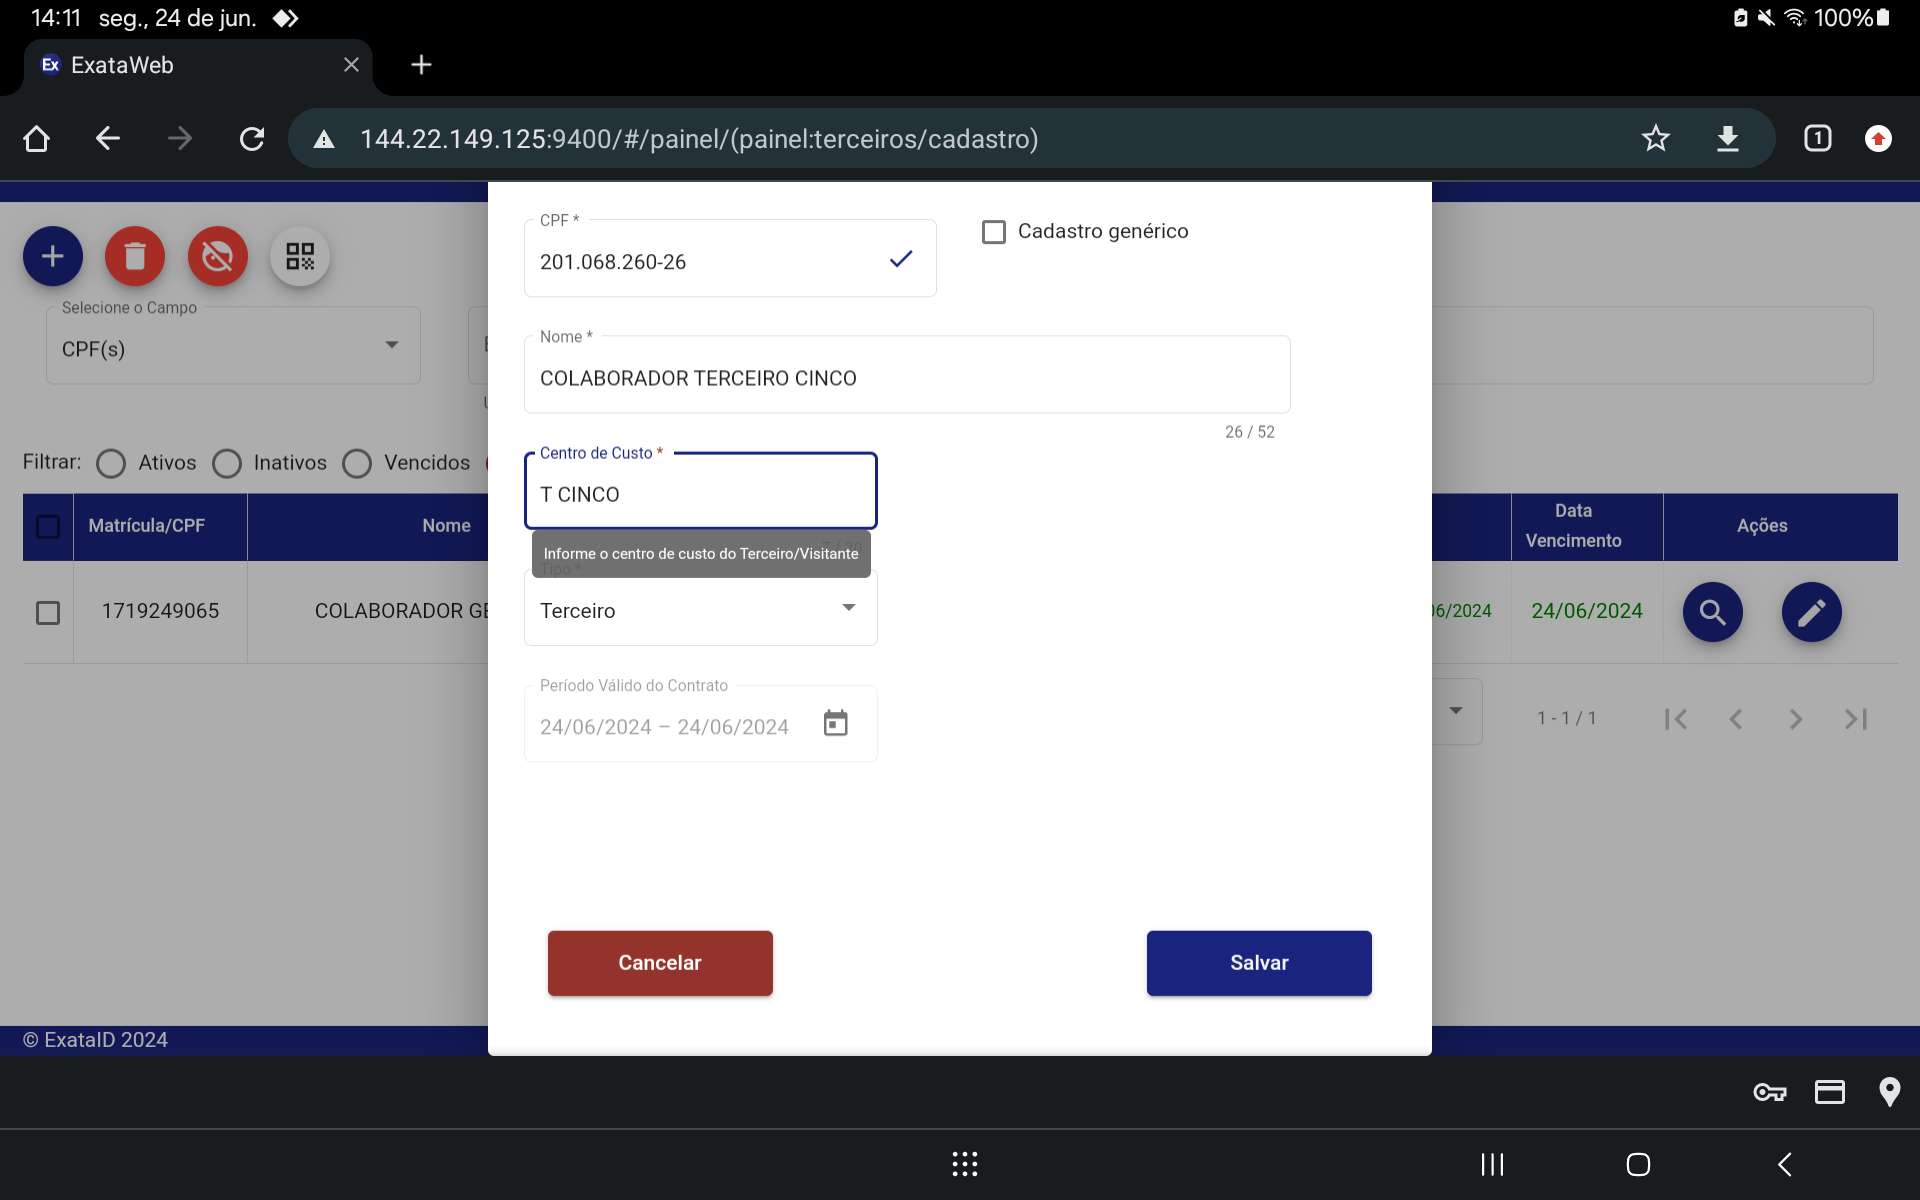 14:11 seg., 24 de jun.
100%
Ex ExataWeb
144.22.149.125:9400/#/painel/(painel:terceiros/cadastro)
1
CPF *
201.068.260-26
Cadastro genérico
Selecione o Campo
CPF(s)
Nome *
COLABORADOR TERCEIRO CINCO
26 / 52
Filtrar: Ativos Inativos Vencidos
Centro de Custo *
T CINCO
Informe o centro de custo do Terceiro/Visitante
Tipo *
Terceiro
Matrícula/CPF Nome Data Vencimento Ações
1719249065 COLABORADOR GE 06/2024 24/06/2024
Período Válido do Contrato
24/06/2024 – 24/06/2024
1 - 1 / 1
Cancelar
Salvar
© ExataID 2024